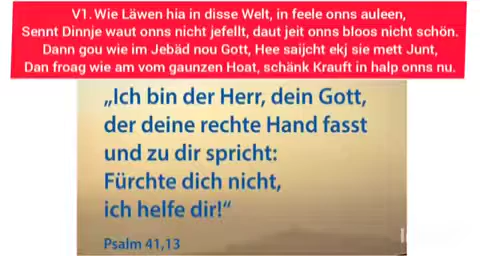 V1. Wie Läwen hia in disse Welt, in feele onns auleen,
Sennt Dinnje waut onns nicht jefellt, daut jeit onns bloos nicht schön.
Dann gou wie im Jebäd nou Gott, Hee saijcht ekj sie mett Junt,
Dan froag wie am vom gaunzen Hoat, schänk Krauft in halp onns nu.
„Ich bin der Herr, dein Gott,
der deine rechte Hand fasst
und zu dir spricht:
Fürchte dich nicht,
ich helfe dir!“
Psalm 41,13